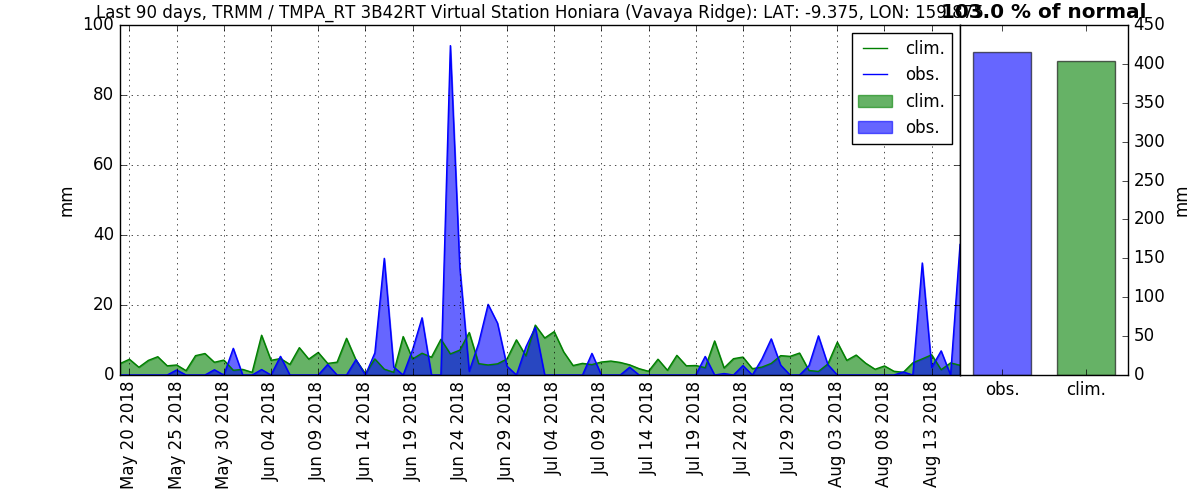 Last 90 days, TRMM / TMPA_RT 3B42RT Virtual Station Honiara (Vavaya Ridge): LAT: -9.375, LON:
103.0 % of normal
100
80
60
40
20
0
mm
clim.
obs.
clim.
obs.
450
400
350
300
250
200
150
100
50
0
mm
May 20 2018
May 25 2018
May 30 2018
Jun 04 2018
Jun 09 2018
Jun 14 2018
Jun 19 2018
Jun 24 2018
Jun 29 2018
Jul 04 2018
Jul 09 2018
Jul 14 2018
Jul 19 2018
Jul 24 2018
Jul 29 2018
Aug 03 2018
Aug 08 2018
Aug 13 2018
obs.
clim.